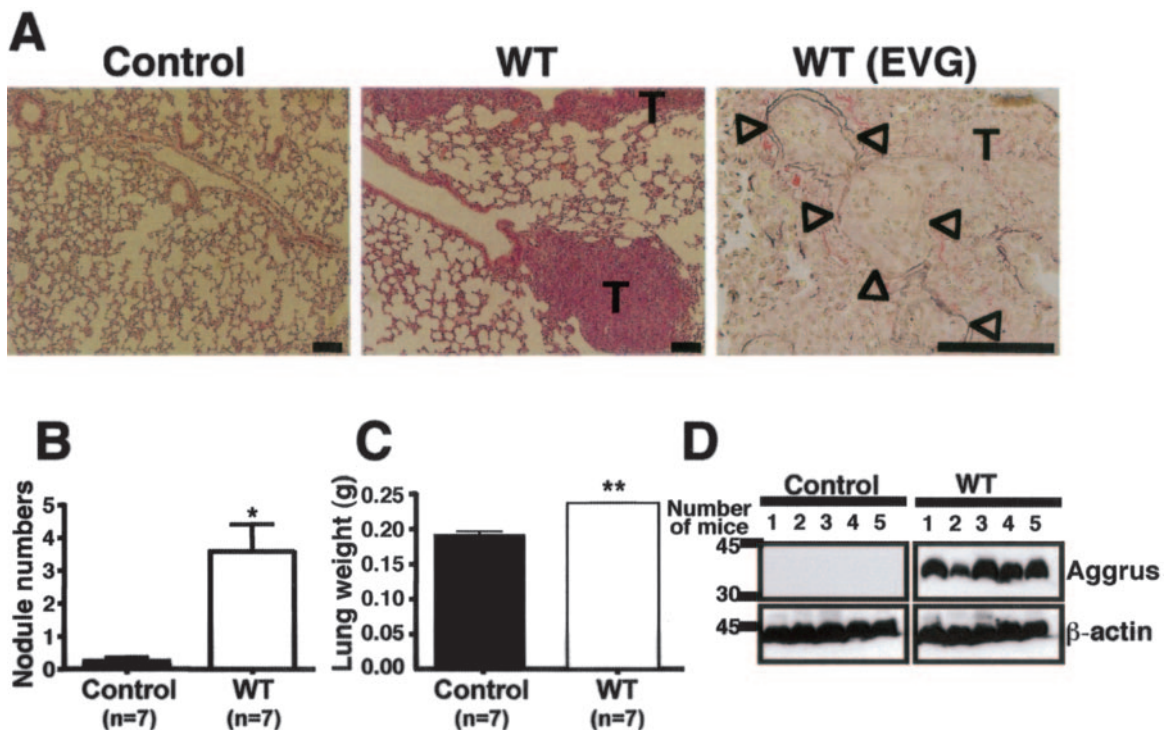 A
Control
WT
WT (EVG)
T
T
T
B
Nodule numbers
5
4
3
2
1
0
*
Control
(n=7)
WT
(n=7)
C
Lung weight (g)
0.25
0.20
0.15
0.10
0.05
0.00
**
Control
(n=7)
WT
(n=7)
D
Control
WT
Number
of mice
1 2 3 4 5
1 2 3 4 5
45
30
Aggrus
45
β-actin